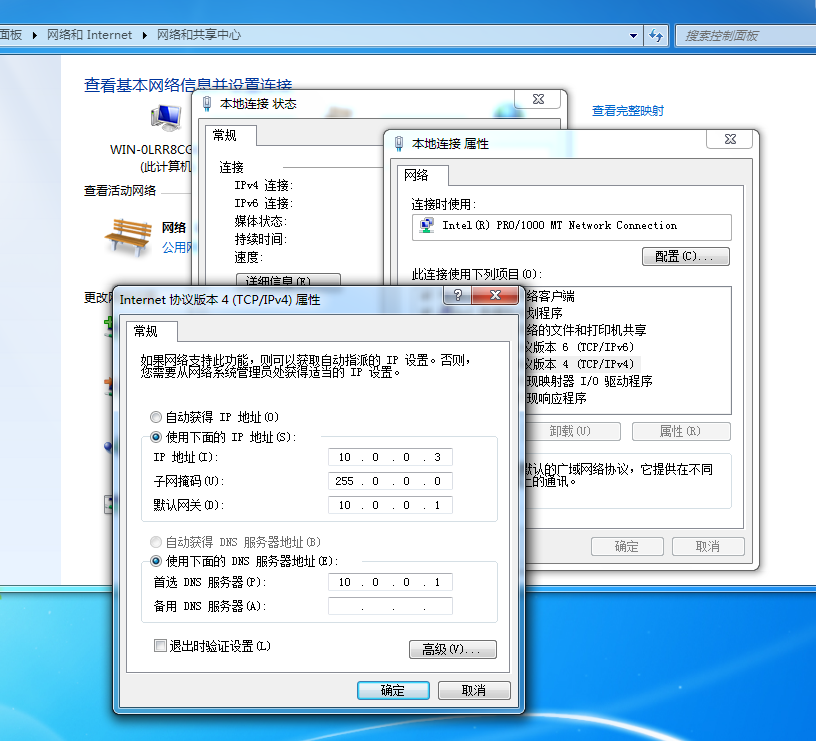 面板 ▸ 网络和 Internet ▸ 网络和共享中心
搜索控制面板
查看基本网络信息并设置连接
查看完整映射
WIN-0LRR8CG
(此计算机
查看活动网络
网络
公用网
更改网
本地连接 状态
常规
连接
IPv4 连接:
IPv6 连接:
媒体状态:
持续时间:
速度:
详细信息(E)
本地连接 属性
网络
连接时使用:
Intel(R) PRO/1000 MT Network Connection
配置(C)...
此连接使用下列项目(O):
络客户端
划程序
络的文件和打印机共享
议版本 6 (TCP/IPv6)
议版本 4 (TCP/IPv4)
现映射器 I/O 驱动程序
现响应程序
卸载(U)
属性(R)
默认的广域网络协议，它提供在不同
上的通讯。
确定
取消
Internet 协议版本 4 (TCP/IPv4) 属性
常规
如果网络支持此功能，则可以获取自动指派的 IP 设置。否则，
您需要从网络系统管理员处获得适当的 IP 设置。
自动获得 IP 地址(O)
使用下面的 IP 地址(S):
IP 地址(I): 10 . 0 . 0 . 3
子网掩码(U): 255 . 0 . 0 . 0
默认网关(D): 10 . 0 . 0 . 1
自动获得 DNS 服务器地址(B)
使用下面的 DNS 服务器地址(E):
首选 DNS 服务器(P): 10 . 0 . 0 . 1
备用 DNS 服务器(A): . . .
退出时验证设置(L)
高级(V)...
确定
取消